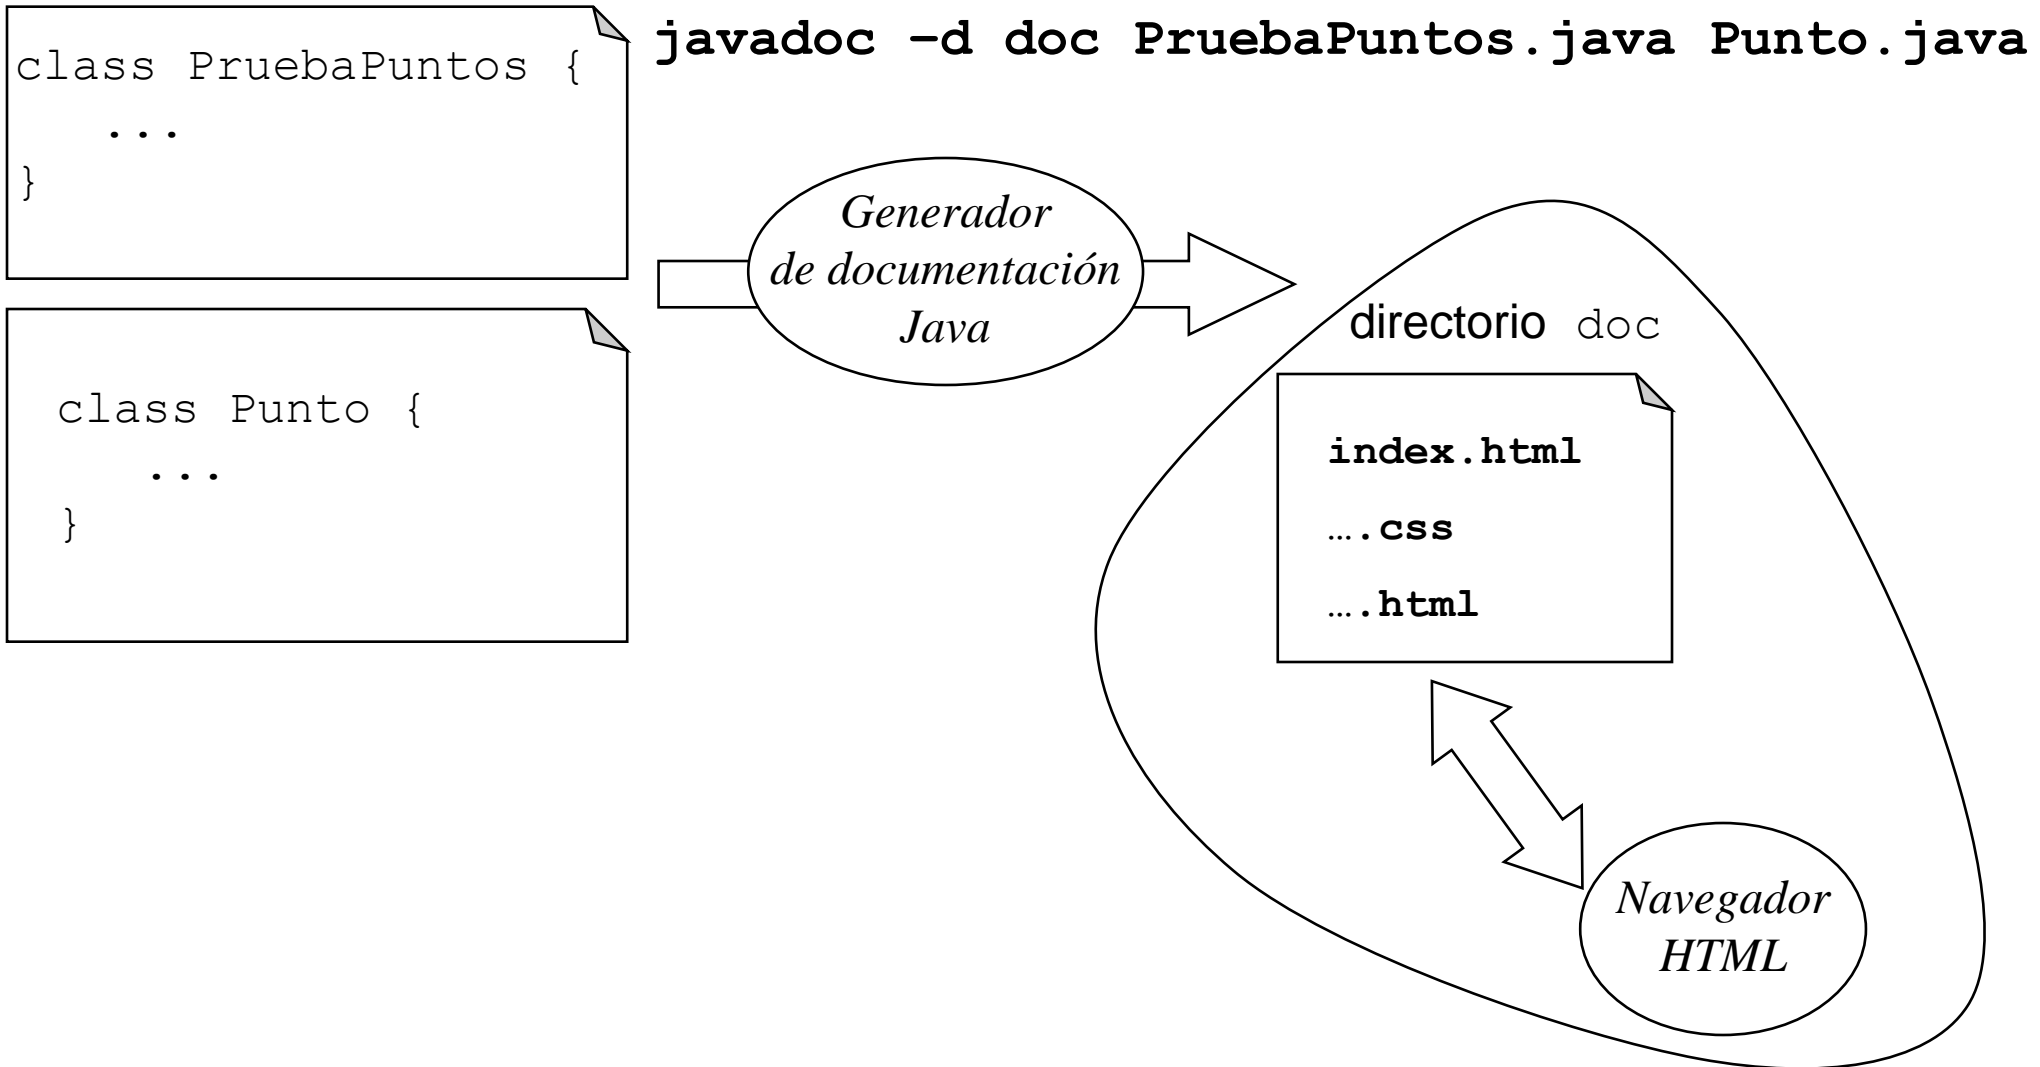 javadoc –d doc PruebaPuntos.java Punto.java
class PruebaPuntos {
...
}
Generador
de documentación
Java
class Punto {
...
}
directorio doc
index.html
….css
….html
Navegador
HTML